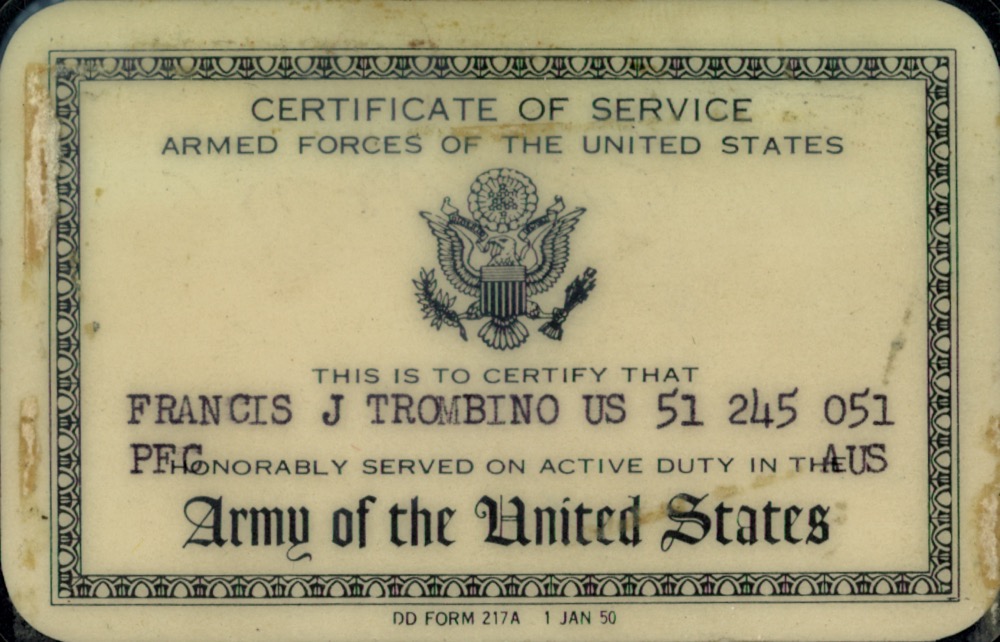 CERTIFICATE OF SERVICE
ARMED FORCES OF THE UNITED STATES
THIS IS TO CERTIFY THAT
FRANCIS J TROMBINO US 51 245 051
PFC HONORABLY SERVED ON ACTIVE DUTY IN THE AUS
Army of the United States
DD FORM 217A 1 JAN 50